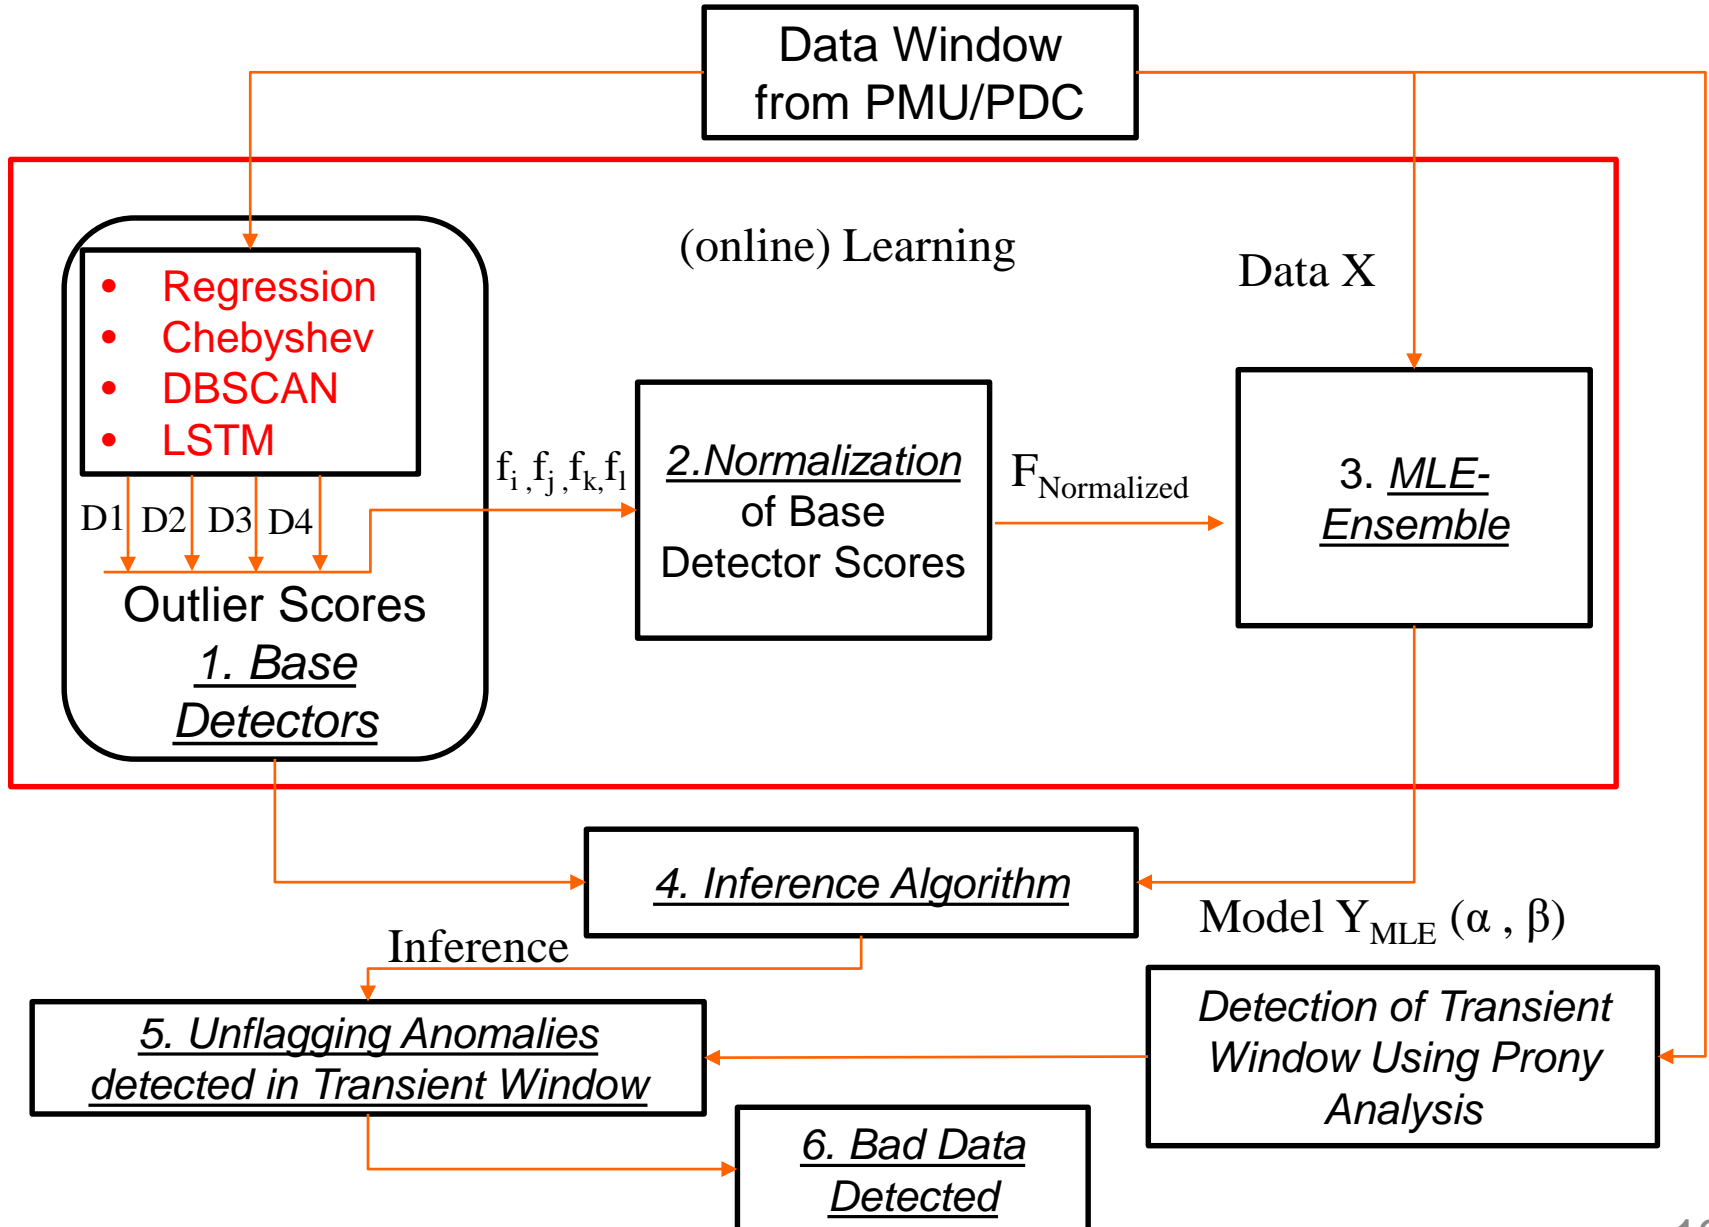 Data Window
from PMU/PDC
(online) Learning
Data X
• Regression
• Chebyshev
• DBSCAN
• LSTM
D1 D2 D3 D4
Outlier Scores
1. Base
Detectors
fi ,fj ,fk,fl
2.Normalization
of Base
Detector Scores
FNormalized
3. MLE-
Ensemble
4. Inference Algorithm
Model YMLE (α , β)
Inference
5. Unflagging Anomalies
detected in Transient Window
Detection of Transient
Window Using Prony
Analysis
6. Bad Data
Detected